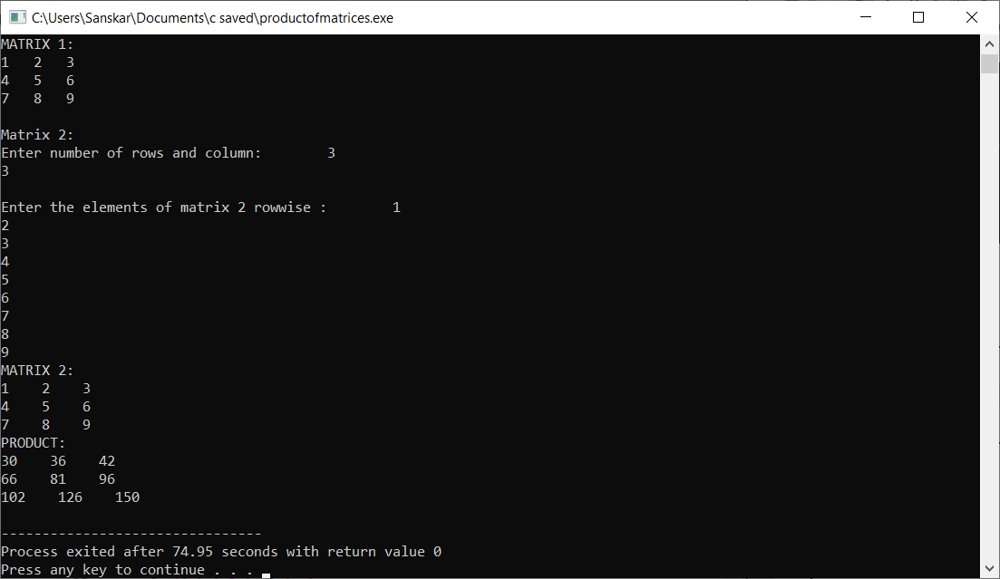 C:\Users\Sanskar\Documents\c saved\productofmatrices.exe
MATRIX 1:
1   2   3
4   5   6
7   8   9
Matrix 2:
Enter number of rows and column:        3
3
Enter the elements of matrix 2 rowwise :        1
2
3
4
5
6
7
8
9
MATRIX 2:
1    2    3
4    5    6
7    8    9
PRODUCT:
30    36    42
66    81    96
102    126    150
--------------------------------
Process exited after 74.95 seconds with return value 0
Press any key to continue . . .